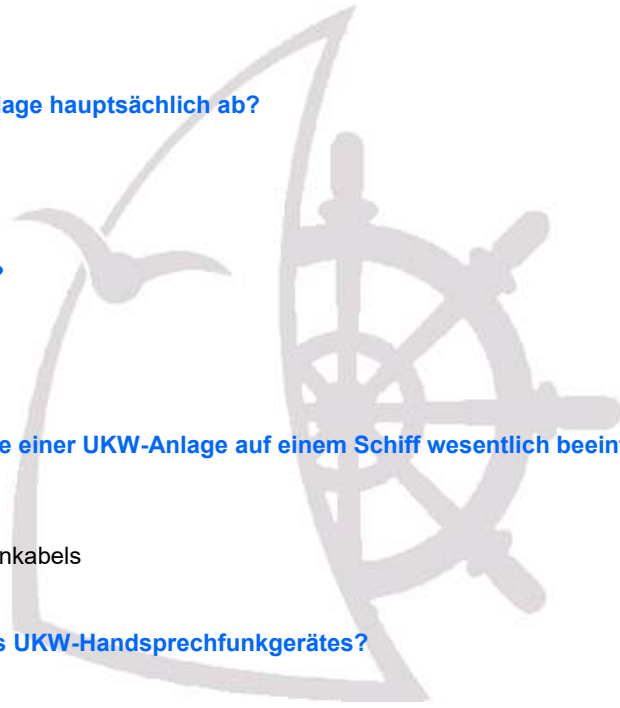 lage hauptsächlich ab?
?
e einer UKW-Anlage auf einem Schiff wesentlich beein
nkabels
s UKW-Handsprechfunkgerätes?